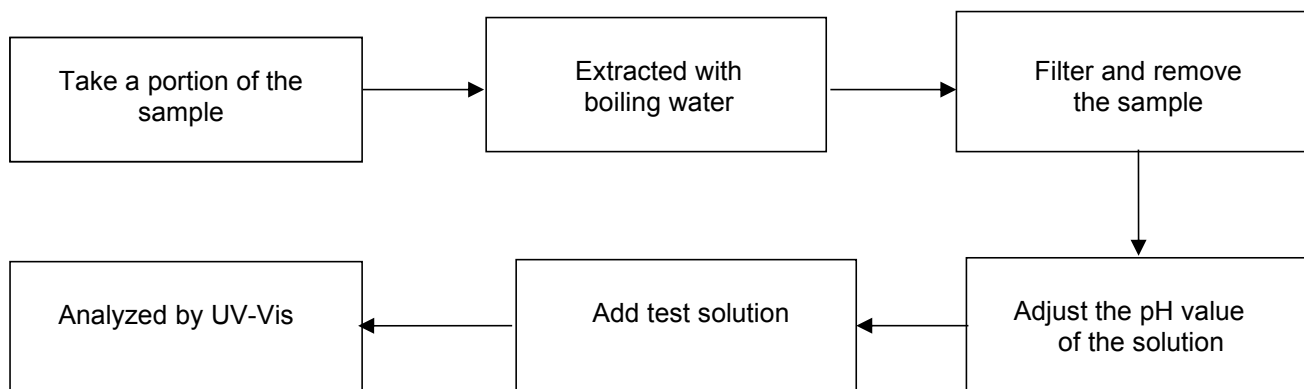 Take a portion of the
sample
Extracted with
boiling water
Filter and remove
the sample
Adjust the pH value
of the solution
Add test solution
Analyzed by UV-Vis